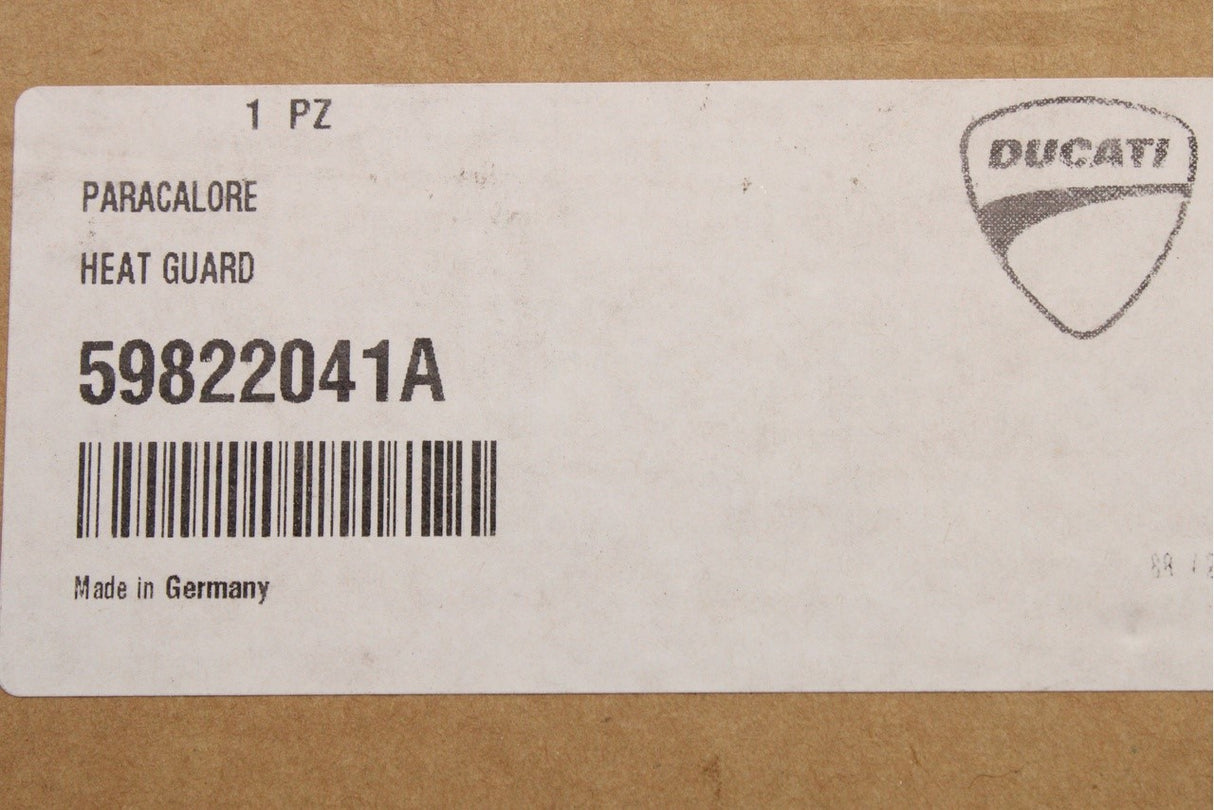 1 PZ
DUCATI
PARACALORE
HEAT GUARD
59822041A
Made in Germany